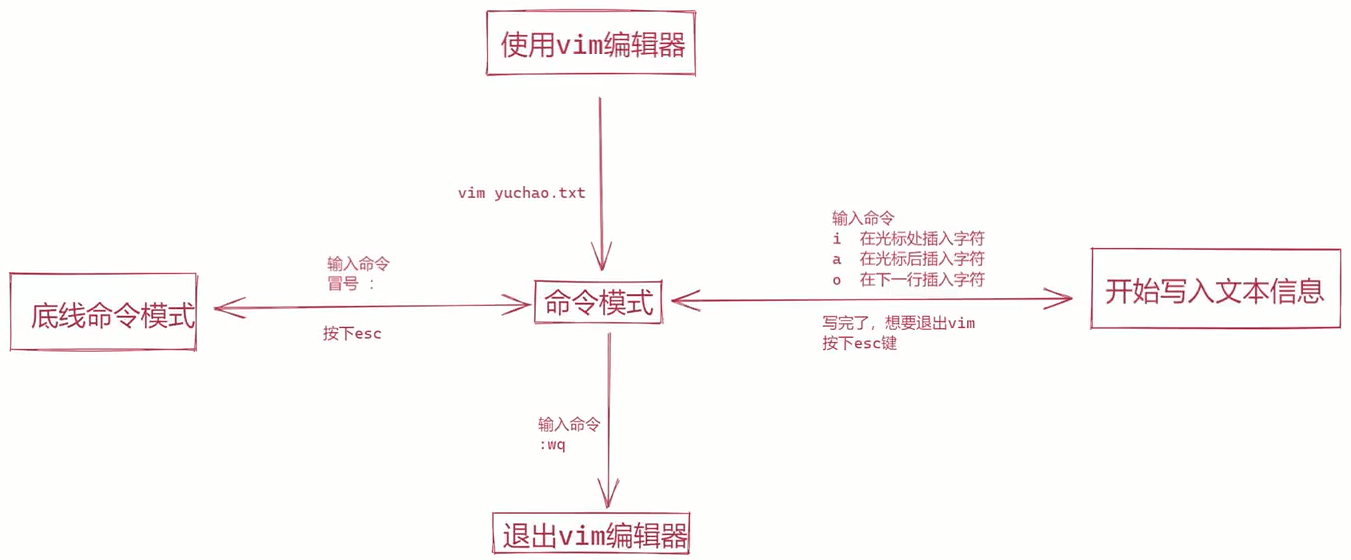 使用vim编辑器
vim yuchao.txt
输入命令
i 在光标处插入字符
a 在光标后插入字符
o 在下一行插入字符
输入命令
冒号 :
底线命令模式
命令模式
开始写入文本信息
按下esc
写完了，想要退出vim
按下esc键
输入命令
:wq
退出vim编辑器